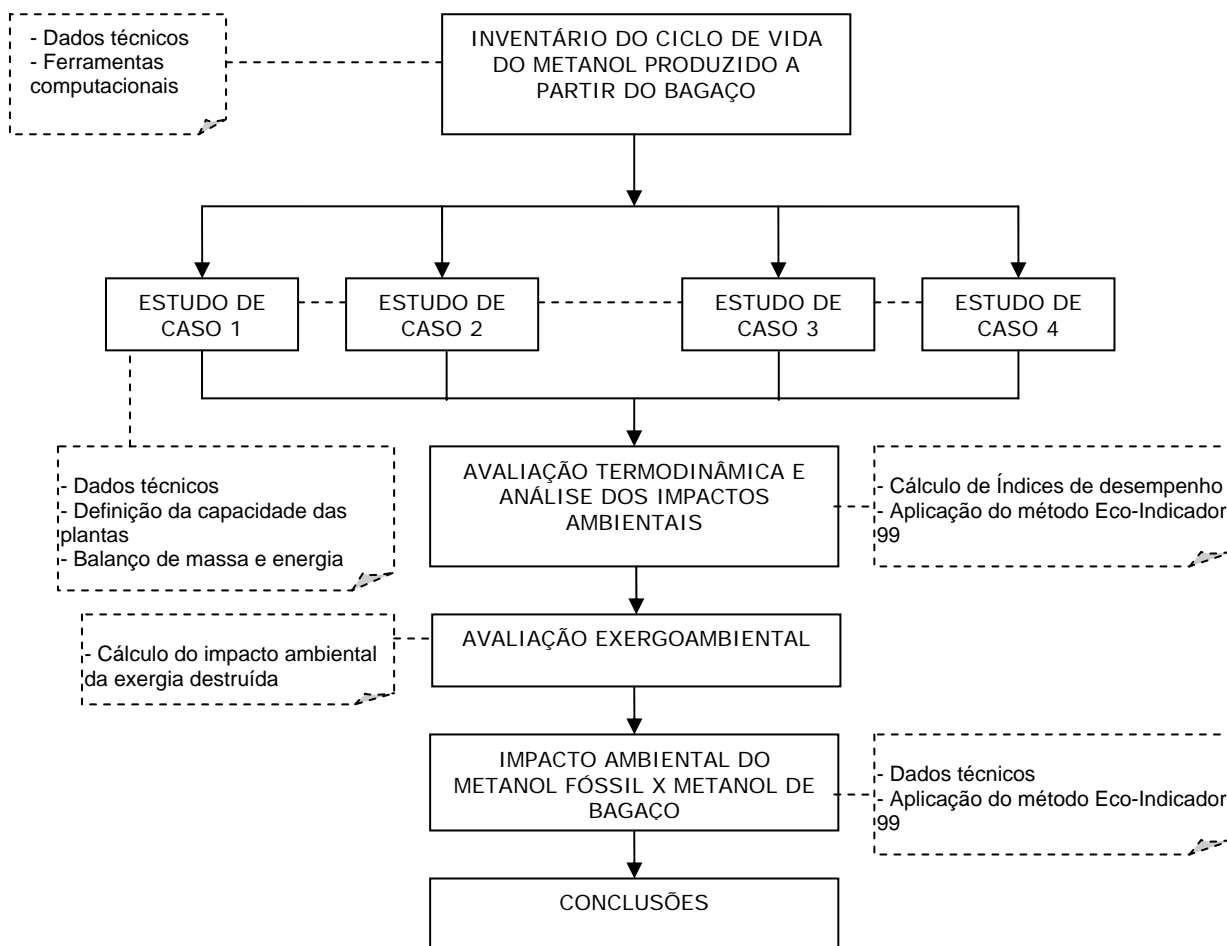 - Dados técnicos
- Ferramentas
computacionais
INVENTÁRIO DO CICLO DE VIDA
DO METANOL PRODUZIDO A
PARTIR DO BAGAÇO
ESTUDO DE
CASO 1
ESTUDO DE
CASO 2
ESTUDO DE
CASO 3
ESTUDO DE
CASO 4
- Dados técnicos
- Definição da capacidade das
plantas
- Balanço de massa e energia
AVALIAÇÃO TERMODINÂMICA E
ANÁLISE DOS IMPACTOS
AMBIENTAIS
- Cálculo de Índices de desempenho
- Aplicação do método Eco-Indicador
99
- Cálculo do impacto ambiental
da exergia destruída
AVALIAÇÃO EXERGOAMBIENTAL
IMPACTO AMBIENTAL DO
METANOL FÓSSIL X METANOL DE
BAGAÇO
- Dados técnicos
- Aplicação do método Eco-Indicador
99
CONCLUSÕES